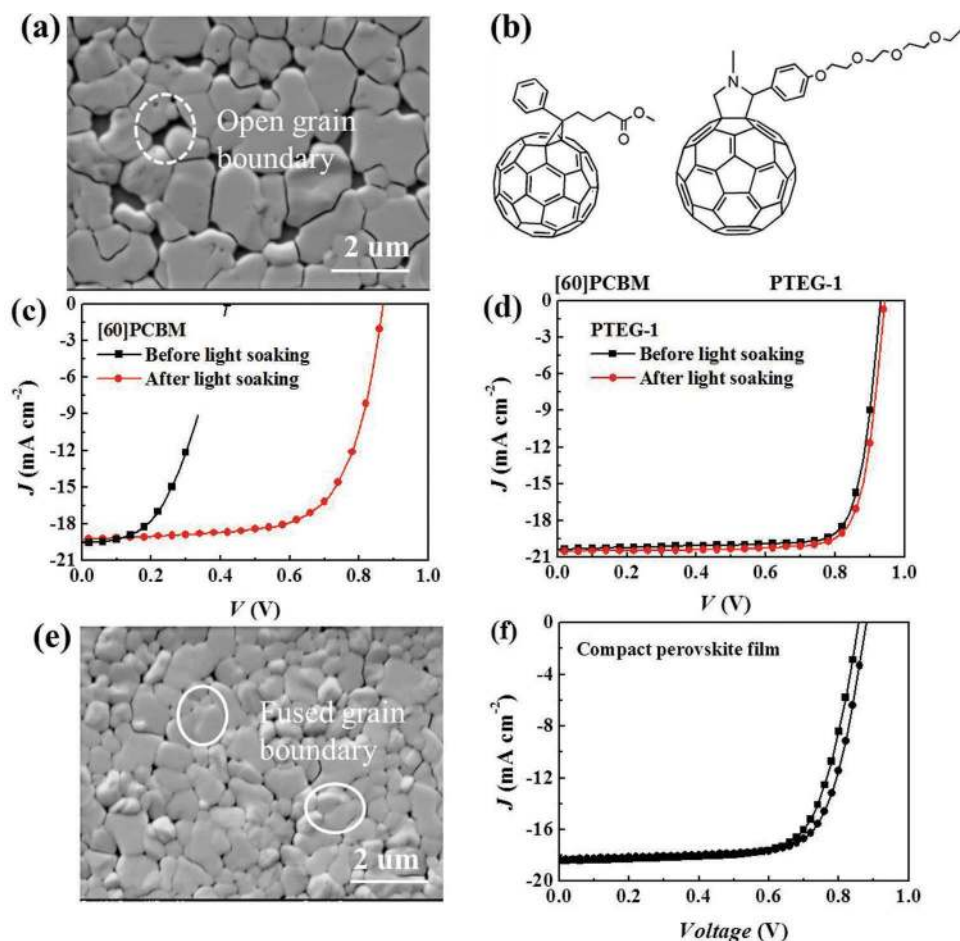 (a)
Open grain
boundary
2 um
(b)
N
O
O
O
O
O
O
[60]PCBM
PTEG-1
(c)
[60]PCBM
Before light soaking
After light soaking
J (mA cm-2)
0
-3
-6
-9
-12
-15
-18
-21
0.0 0.2 0.4 0.6 0.8 1.0
V (V)
(d)
PTEG-1
Before light soaking
After light soaking
J (mA cm-2)
0
-3
-6
-9
-12
-15
-18
-21
0.0 0.2 0.4 0.6 0.8 1.0
V (V)
(e)
Fused grain
boundary
2 um
(f)
Compact perovskite film
J (mA cm-2)
0
-4
-8
-12
-16
-20
0.0 0.2 0.4 0.6 0.8 1.0
Voltage (V)